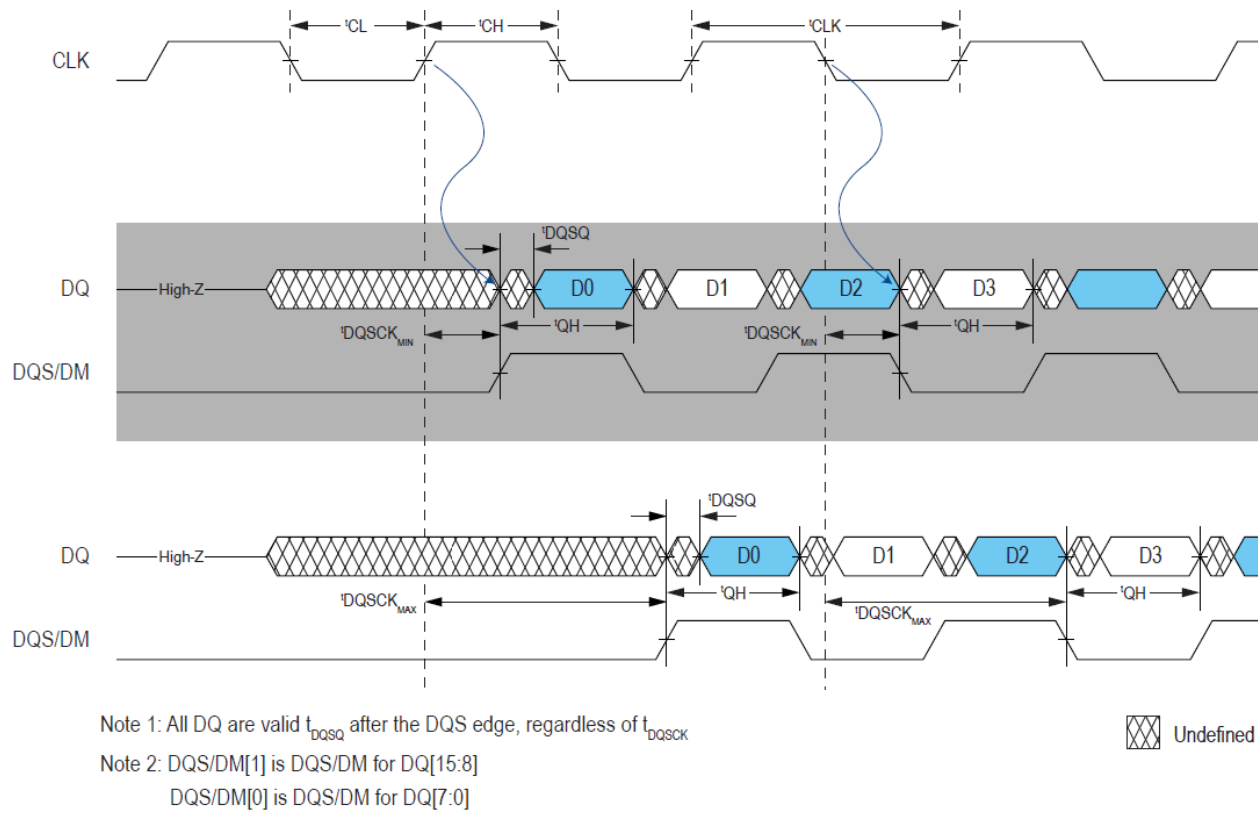 tCL tCH tCLK
CLK
tDQSQ
DQ High-Z D0 D1 D2 D3
tDQSCKMIN tQH tDQSCKMIN tQH
DQS/DM
tDQSQ
DQ High-Z D0 D1 D2 D3
tDQSCKMAX tQH tDQSCKMAX tQH
DQS/DM
Note 1: All DQ are valid tDQSQ after the DQS edge, regardless of tDQSCK
Undefined
Note 2: DQS/DM[1] is DQS/DM for DQ[15:8]
DQS/DM[0] is DQS/DM for DQ[7:0]